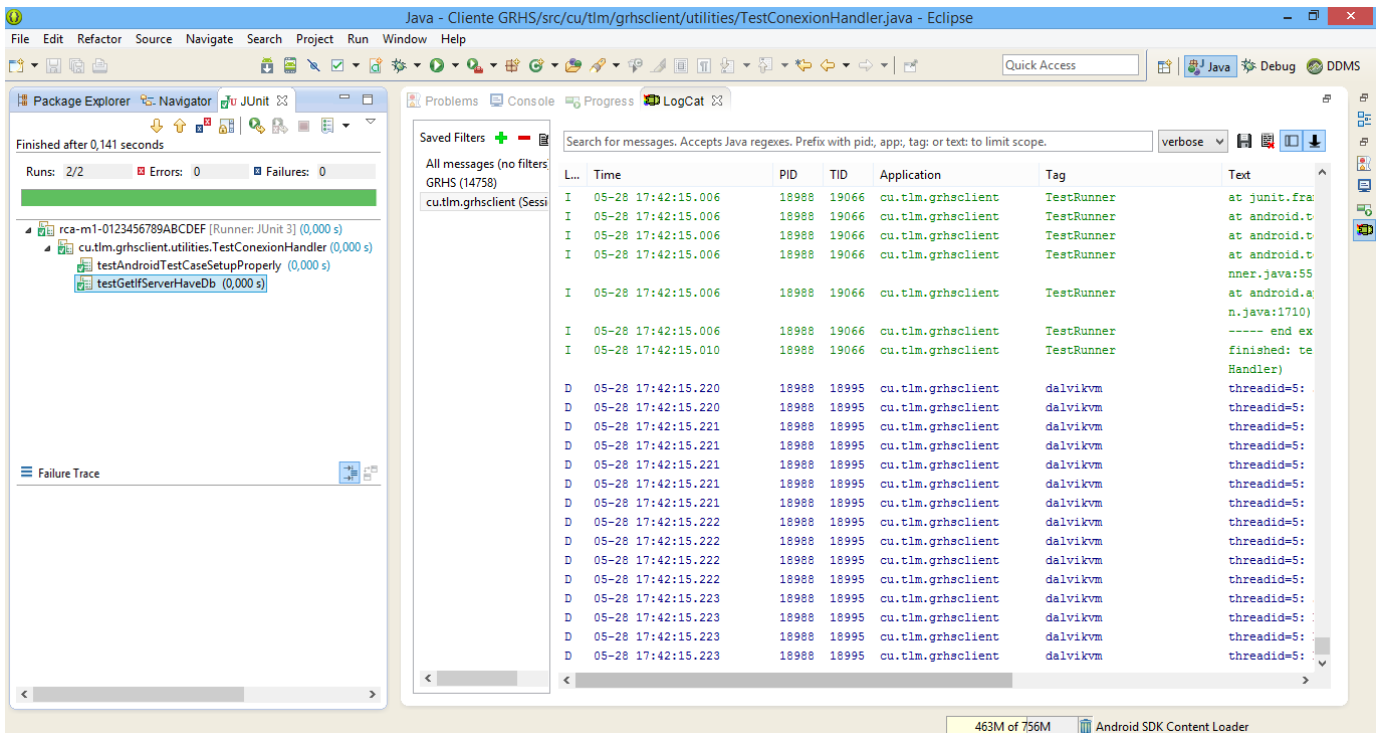 Java - Cliente GRHS/src/cu/tlm/grhsclient/utilities/TestConexionHandler.java - Eclipse
File Edit Refactor Source Navigate Search Project Run Window Help
Quick Access Java Debug DDMS
Package Explorer Navigator JUnit
Finished after 0,141 seconds
Runs: 2/2 Errors: 0 Failures: 0
rca-m1-0123456789ABCDEF [Runner: JUnit 3] (0,000 s)
cu.tlm.grhsclient.utilities.TestConexionHandler (0,000 s)
testAndroidTestCaseSetupProperly (0,000 s)
testGetIfServerHaveDb (0,000 s)
Failure Trace
Problems Console Progress LogCat
Saved Filters
All messages (no filters)
GRHS (14758)
cu.tlm.grhsclient (Sessi
Search for messages. Accepts Java regexes. Prefix with pid:, app:, tag: or text: to limit scope. verbose
L... Time PID TID Application Tag Text
I 05-28 17:42:15.006 18988 19066 cu.tlm.grhsclient TestRunner at junit.fra
I 05-28 17:42:15.006 18988 19066 cu.tlm.grhsclient TestRunner at android.t
I 05-28 17:42:15.006 18988 19066 cu.tlm.grhsclient TestRunner at android.t
I 05-28 17:42:15.006 18988 19066 cu.tlm.grhsclient TestRunner at android.t
nner.java:55
I 05-28 17:42:15.006 18988 19066 cu.tlm.grhsclient TestRunner at android.a
n.java:1710)
I 05-28 17:42:15.006 18988 19066 cu.tlm.grhsclient TestRunner ----- end ex
I 05-28 17:42:15.010 18988 19066 cu.tlm.grhsclient TestRunner finished: te
Handler)
D 05-28 17:42:15.220 18988 18995 cu.tlm.grhsclient dalvikvm threadid=5:
D 05-28 17:42:15.220 18988 18995 cu.tlm.grhsclient dalvikvm threadid=5:
D 05-28 17:42:15.221 18988 18995 cu.tlm.grhsclient dalvikvm threadid=5:
D 05-28 17:42:15.221 18988 18995 cu.tlm.grhsclient dalvikvm threadid=5:
D 05-28 17:42:15.221 18988 18995 cu.tlm.grhsclient dalvikvm threadid=5:
D 05-28 17:42:15.221 18988 18995 cu.tlm.grhsclient dalvikvm threadid=5:
D 05-28 17:42:15.221 18988 18995 cu.tlm.grhsclient dalvikvm threadid=5:
D 05-28 17:42:15.222 18988 18995 cu.tlm.grhsclient dalvikvm threadid=5:
D 05-28 17:42:15.222 18988 18995 cu.tlm.grhsclient dalvikvm threadid=5:
D 05-28 17:42:15.222 18988 18995 cu.tlm.grhsclient dalvikvm threadid=5:
D 05-28 17:42:15.222 18988 18995 cu.tlm.grhsclient dalvikvm threadid=5:
D 05-28 17:42:15.223 18988 18995 cu.tlm.grhsclient dalvikvm threadid=5:
D 05-28 17:42:15.223 18988 18995 cu.tlm.grhsclient dalvikvm threadid=5:
D 05-28 17:42:15.223 18988 18995 cu.tlm.grhsclient dalvikvm threadid=5:
D 05-28 17:42:15.223 18988 18995 cu.tlm.grhsclient dalvikvm threadid=5:
463M of 756M Android SDK Content Loader